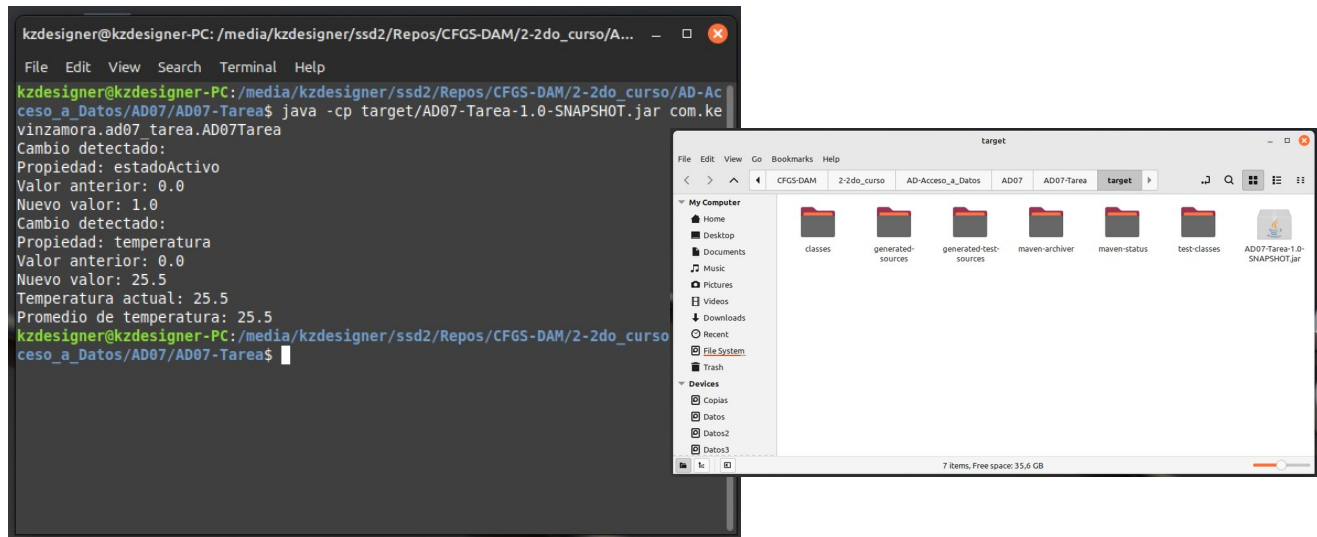 kzdesigner@kzdesigner-PC: /media/kzdesigner/ssd2/Repos/CFGS-DAM/2-2do_curso/A...
File Edit View Search Terminal Help
kzdesigner@kzdesigner-PC:/media/kzdesigner/ssd2/Repos/CFGS-DAM/2-2do_curso/AD-Ac
ceso_a_Datos/AD07/AD07-Tarea$ java -cp target/AD07-Tarea-1.0-SNAPSHOT.jar com.ke
vinzamora.ad07_tarea.AD07Tarea
Cambio detectado:
Propiedad: estadoActivo
Valor anterior: 0.0
Nuevo valor: 1.0
Cambio detectado:
Propiedad: temperatura
Valor anterior: 0.0
Nuevo valor: 25.5
Temperatura actual: 25.5
Promedio de temperatura: 25.5
kzdesigner@kzdesigner-PC:/media/kzdesigner/ssd2/Repos/CFGS-DAM/2-2do_curso
ceso_a_Datos/AD07/AD07-Tarea$
target
File Edit View Go Bookmarks Help
CFGS-DAM 2-2do_curso AD-Acceso_a_Datos AD07 AD07-Tarea target
My Computer
Home
Desktop
Documents
Music
Pictures
Videos
Downloads
Recent
File System
Trash
Devices
Copias
Datos
Datos2
Datos3
classes
generated-
sources
generated-test-
sources
maven-archiver
maven-status
test-classes
AD07-Tarea-1.0-
SNAPSHOT.jar
7 items, Free space: 35,6 GB